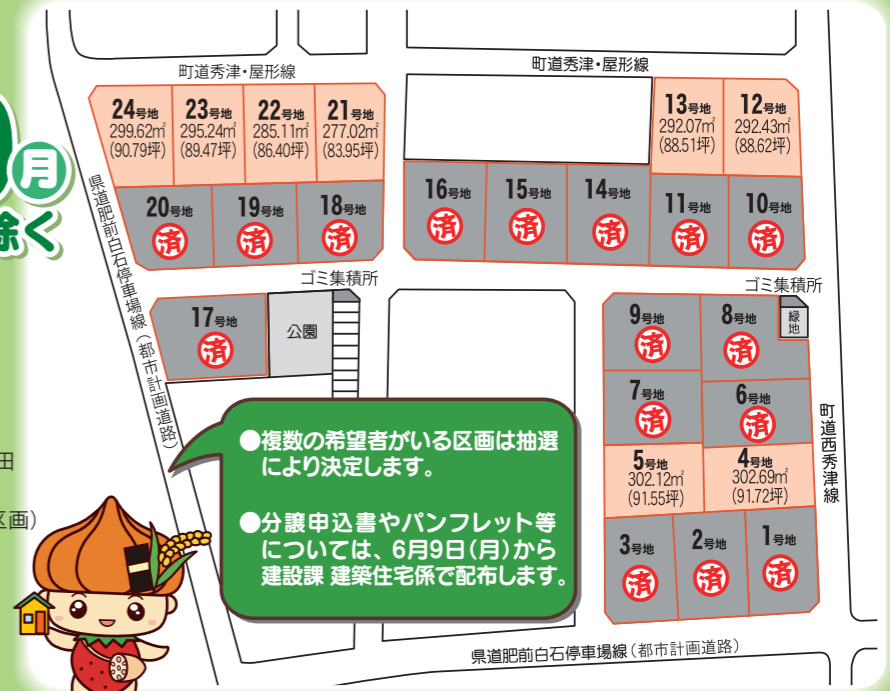 町道秀津・屋形線
町道秀津・屋形線
24号地
299.62㎡
(90.79坪)
23号地
295.24㎡
(89.47坪)
22号地
285.11㎡
(86.40坪)
21号地
277.02㎡
(83.95坪)
13号地
292.07㎡
(88.51坪)
12号地
292.43㎡
(88.62坪)
月
除く
県道肥前白石停車場線(都市計画道路)
20号地
済
19号地
済
18号地
済
16号地
済
15号地
済
14号地
済
11号地
済
10号地
済
ゴミ集積所
ゴミ集積所
17号地
済
公園
9号地
済
8号地
済
緑地
7号地
済
6号地
済
町道西秀津線
5号地
302.12㎡
(91.55坪)
4号地
302.69㎡
(91.72坪)
3号地
済
2号地
済
1号地
済
●複数の希望者がいる区画は抽選
により決定します。
●分譲申込書やパンフレット等
については、6月9日(月)から
建設課 建築住宅係で配布します。
田
区画)
県道肥前白石停車場線(都市計画道路)